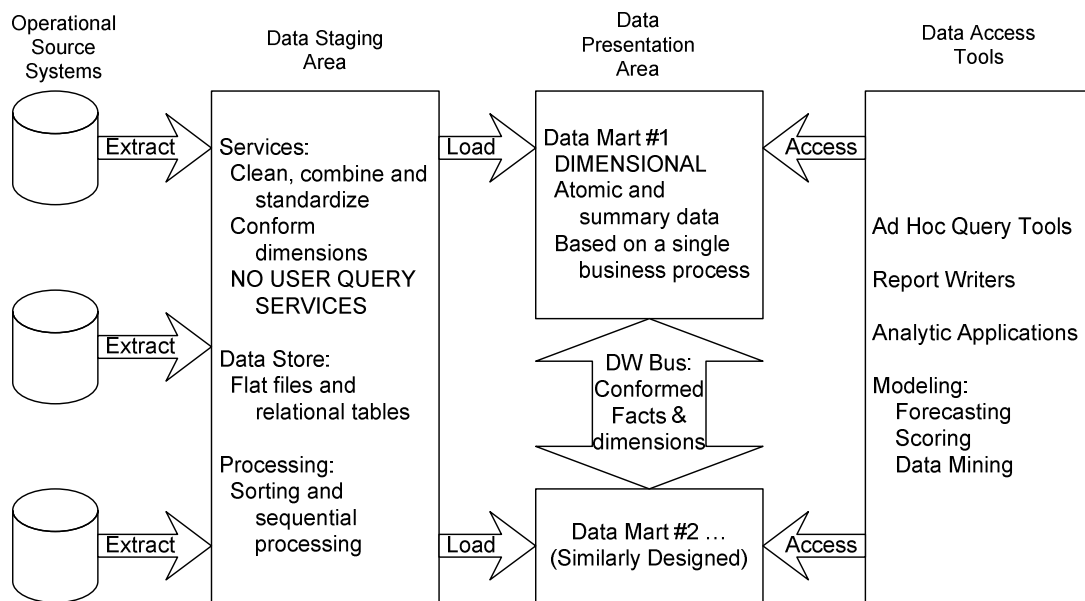 Operational
Source
Systems
Data Staging
Area
Data
Presentation
Area
Data Access
Tools
Extract
Extract
Extract
Services:
Clean, combine and
standardize
Conform
dimensions
NO USER QUERY
SERVICES
Data Store:
Flat files and
relational tables
Processing:
Sorting and
sequential
processing
Load
Load
Data Mart #1
DIMENSIONAL
Atomic and
summary data
Based on a single
business process
DW Bus:
Conformed
Facts &
dimensions
Data Mart #2 ...
(Similarly Designed)
Access
Access
Ad Hoc Query Tools
Report Writers
Analytic Applications
Modeling:
Forecasting
Scoring
Data Mining